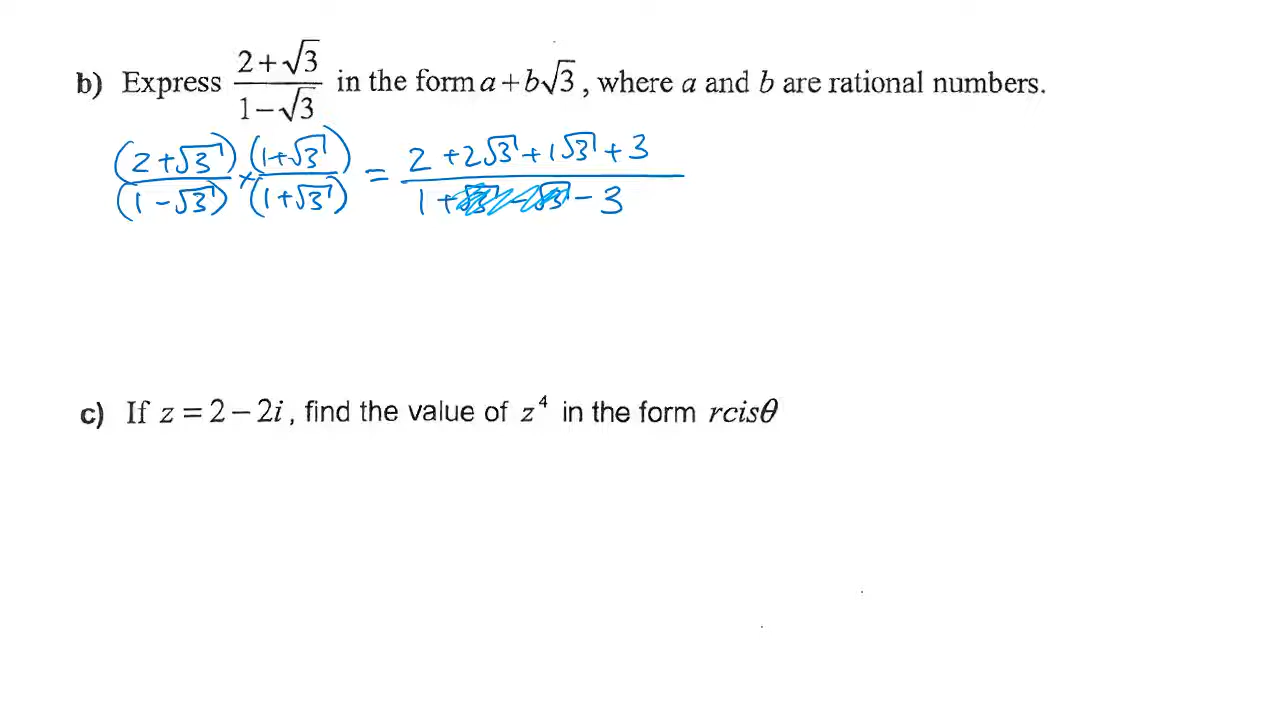 b) Express (2+√3)/(1−√3) in the form a+b√3, where a and b are rational numbers.
(2+√3)/(1−√3) × (1+√3)/(1+√3) = (2+2√3+1√3+3)/(1+√3−√3−3)
c) If z = 2 − 2i, find the value of z⁴ in the form rcisθ